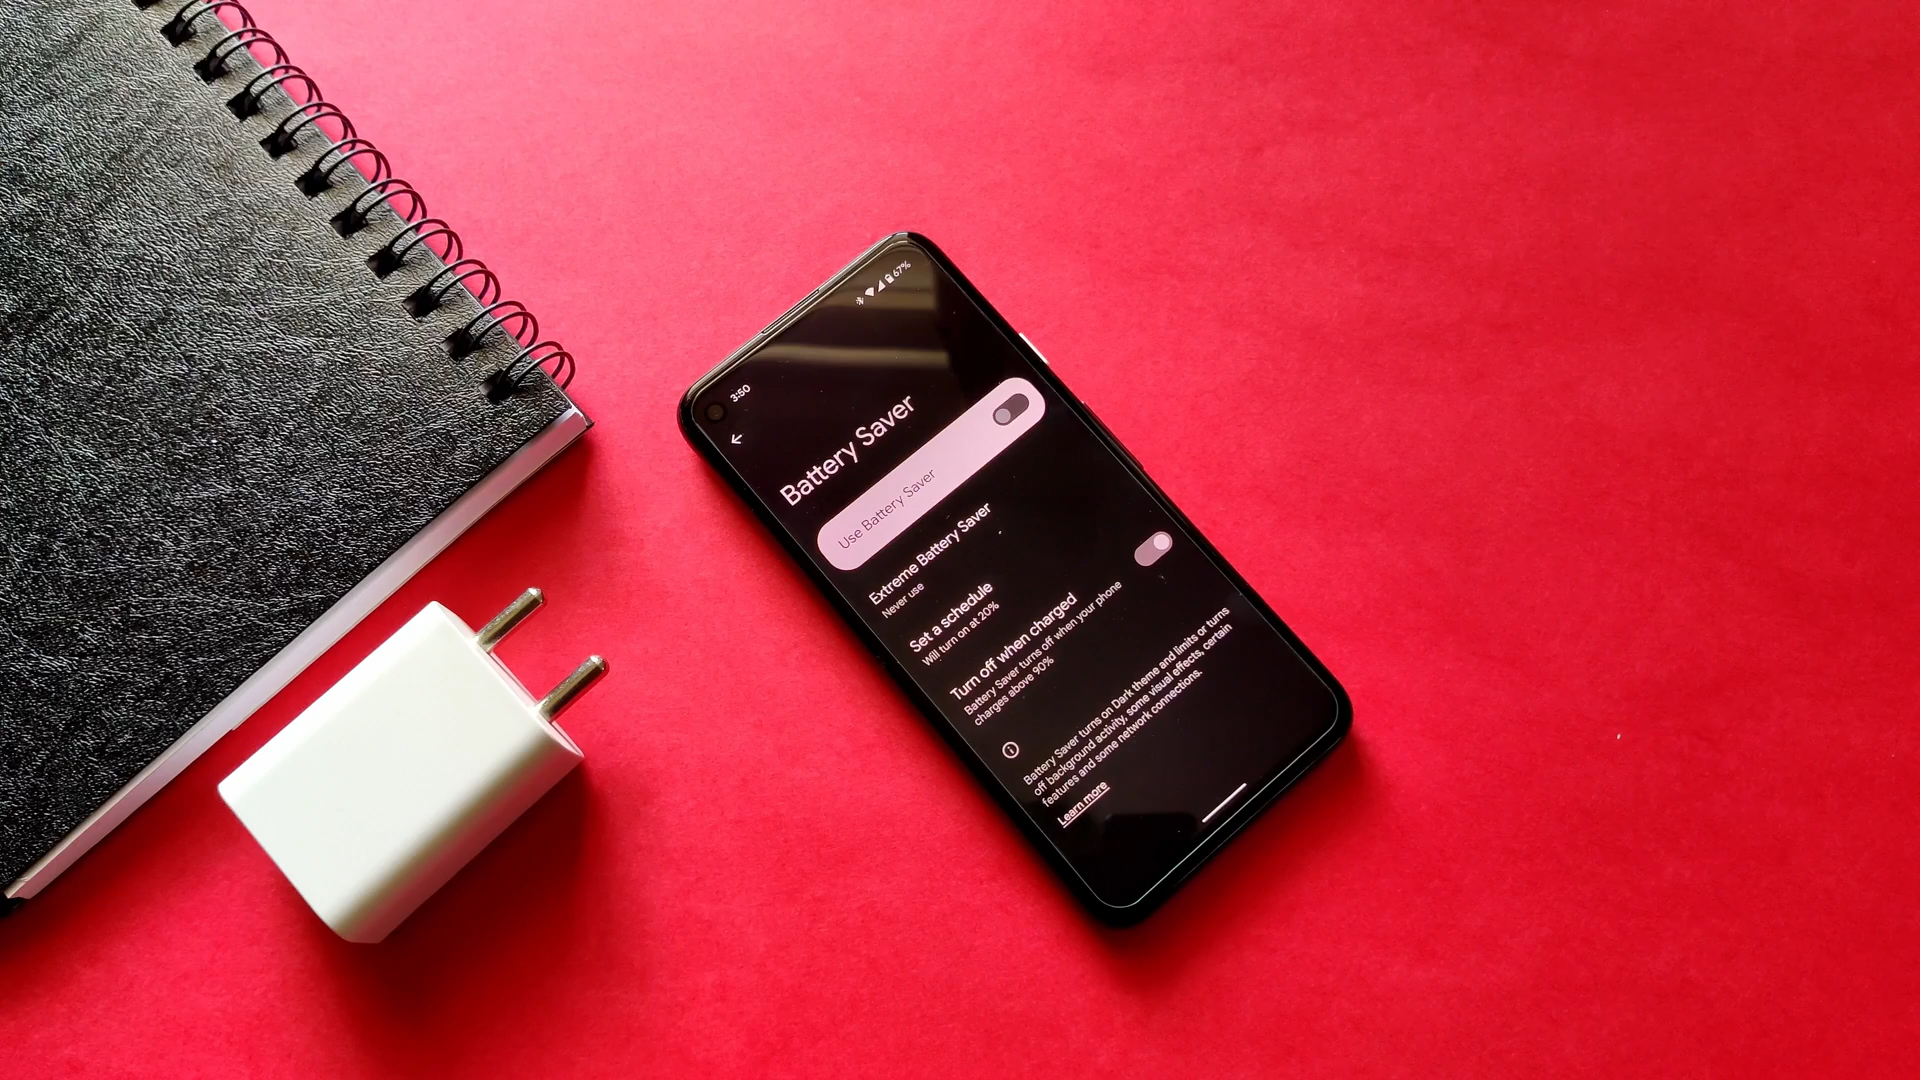 3:50
67%
Battery Saver
Use Battery Saver
Extreme Battery Saver
Never use
Set a schedule
Will turn on at 20%
Turn off when charged
Battery Saver turns off when your phone
charges above 90%
Battery Saver turns on Dark theme and limits or turns
off background activity, some visual effects, certain
features and some network connections.
Learn more